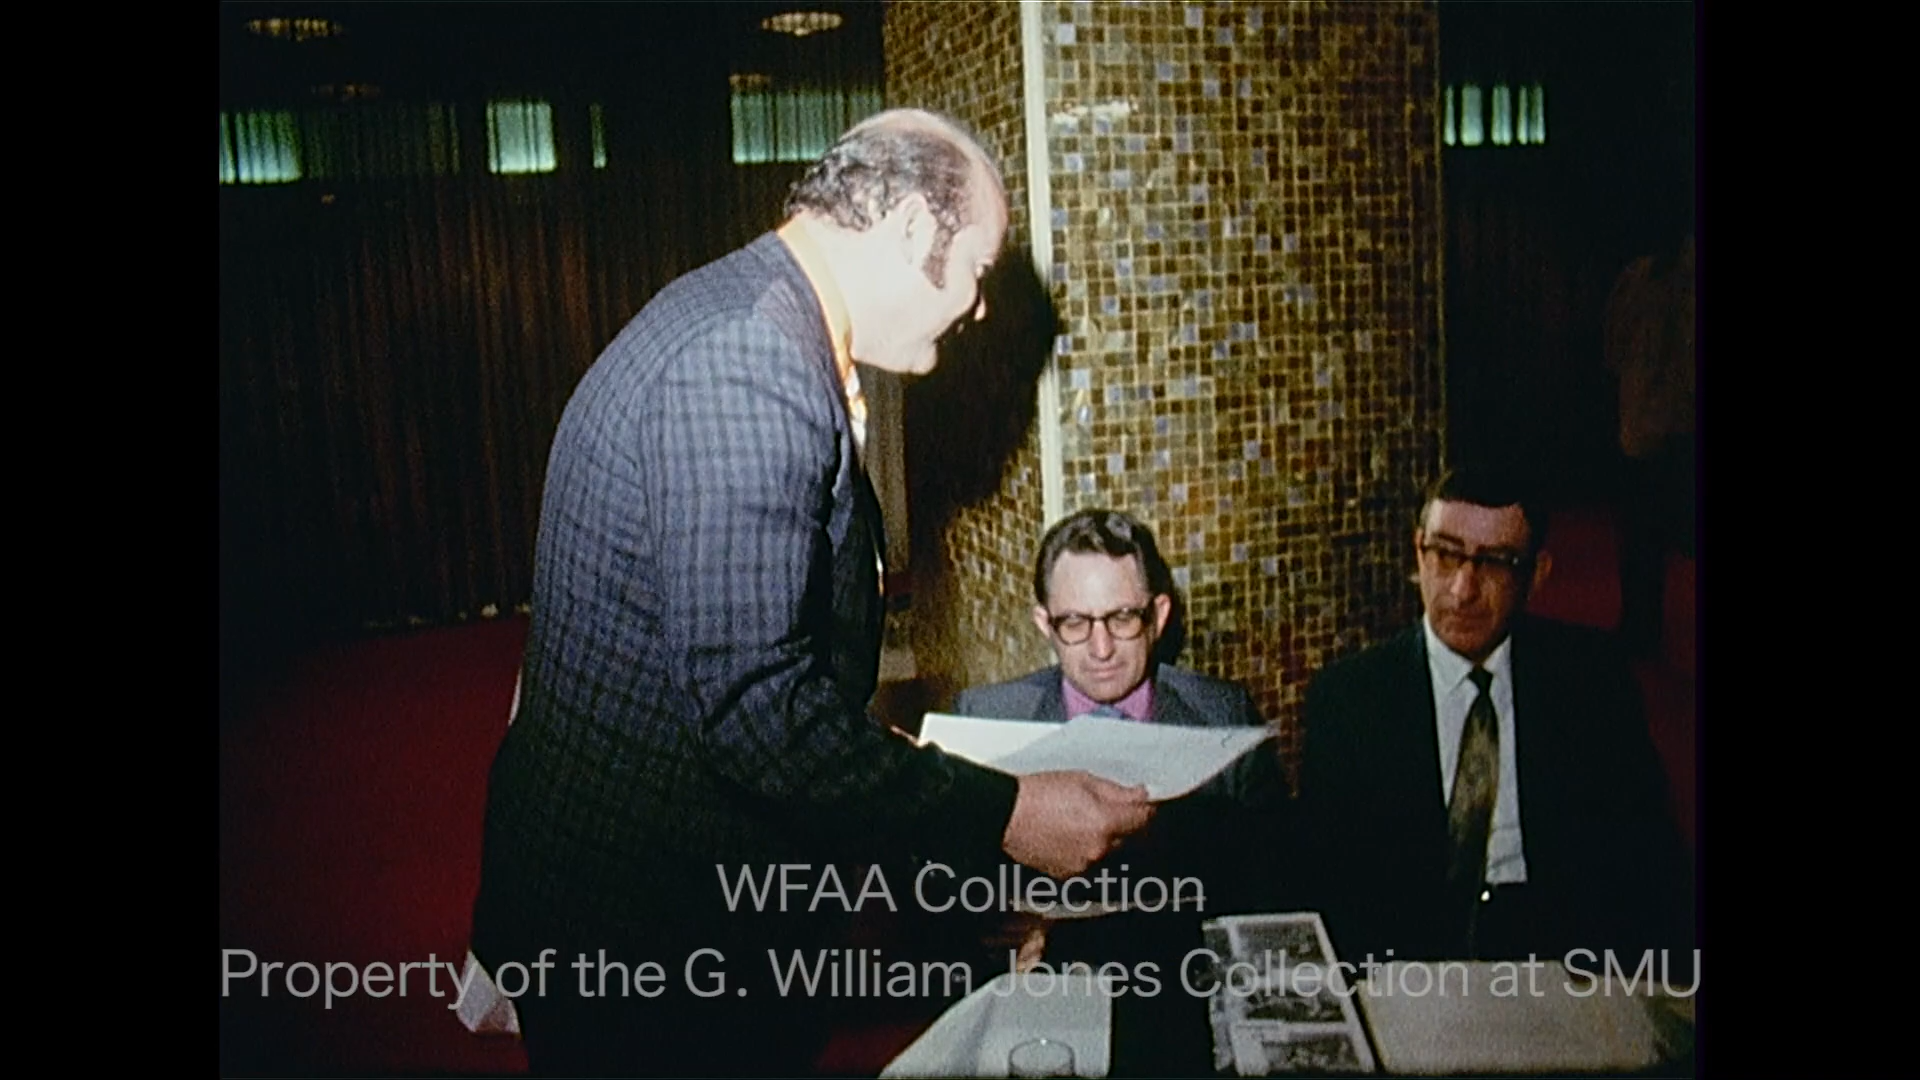 WFAA Collection
Property of the G. William Jones Collection at SMU